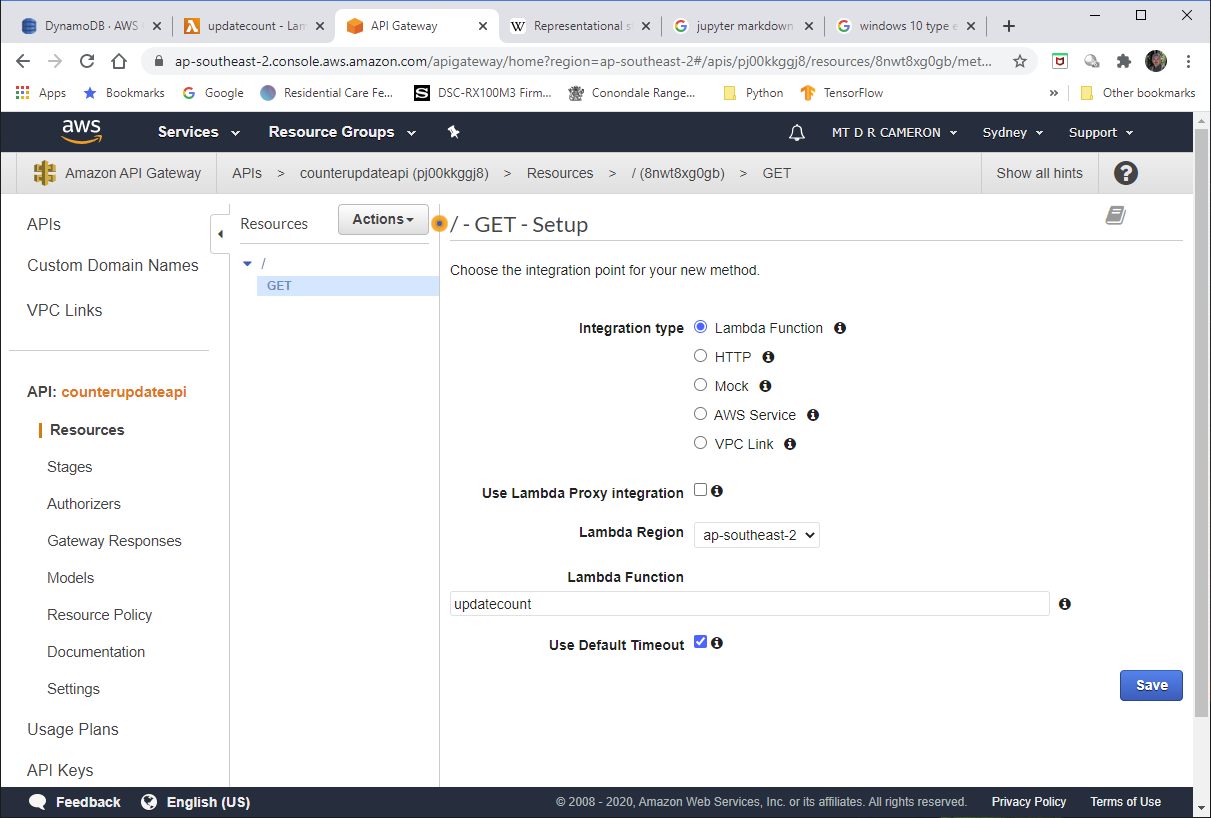 DynamoDB · AWS
updatecount - Lam
API Gateway
Representational s
jupyter markdown
windows 10 type e
ap-southeast-2.console.aws.amazon.com/apigateway/home?region=ap-southeast-2#/apis/pj00kkggj8/resources/8nwt8xg0gb/met...
Apps
Bookmarks
Google
Residential Care Fe...
DSC-RX100M3 Firm...
Conondale Range...
Python
TensorFlow
»
Other bookmarks
aws
Services
Resource Groups
MT D R CAMERON
Sydney
Support
Amazon API Gateway
APIs > counterupdateapi (pj00kkggj8) > Resources > / (8nwt8xg0gb) > GET
Show all hints
?
APIs
Custom Domain Names
VPC Links
API: counterupdateapi
Resources
Stages
Authorizers
Gateway Responses
Models
Resource Policy
Documentation
Settings
Usage Plans
API Keys
Resources
Actions
/
GET
/ - GET - Setup
Choose the integration point for your new method.
Integration type
Lambda Function
HTTP
Mock
AWS Service
VPC Link
Use Lambda Proxy integration
Lambda Region
ap-southeast-2
Lambda Function
updatecount
Use Default Timeout
Save
Feedback
English (US)
© 2008 - 2020, Amazon Web Services, Inc. or its affiliates. All rights reserved.
Privacy Policy
Terms of Use